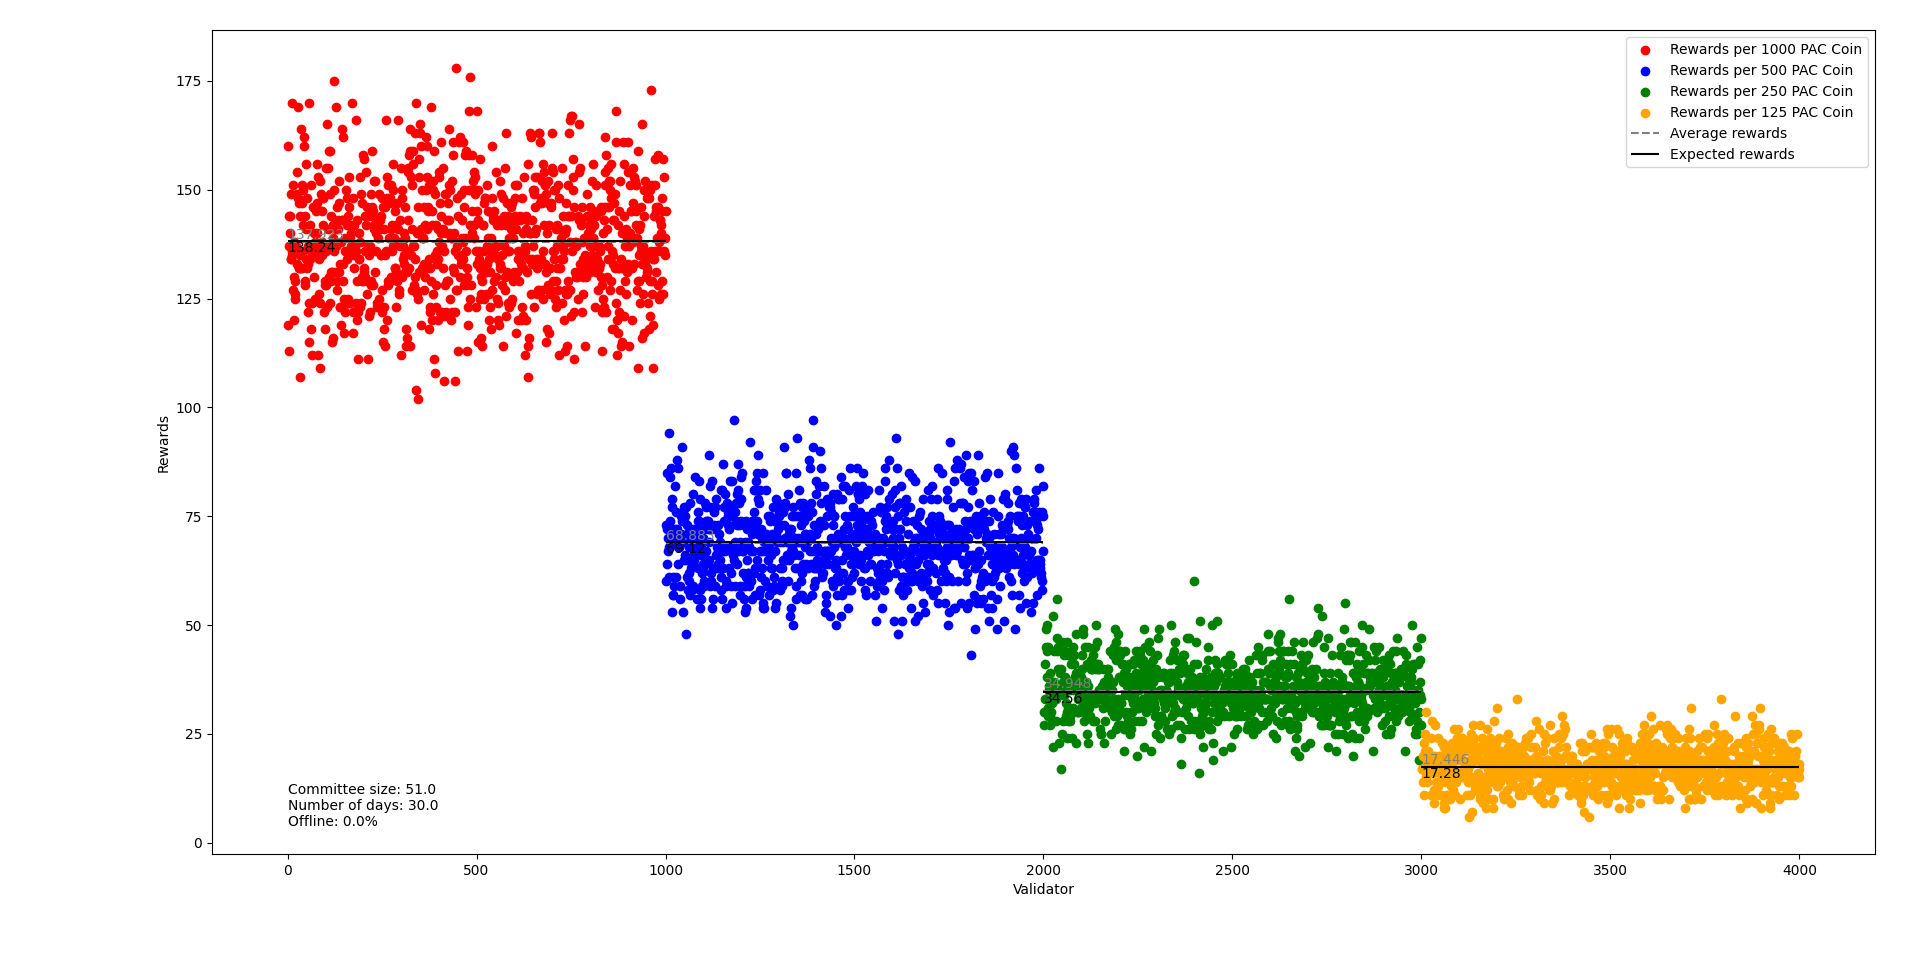 Rewards per 1000 PAC Coin
Rewards per 500 PAC Coin
Rewards per 250 PAC Coin
Rewards per 125 PAC Coin
Average rewards
Expected rewards
175
150
125
100
75
50
25
0
Rewards
138.24
68.883
34.948
34.56
17.446
17.28
Committee size: 51.0
Number of days: 30.0
Offline: 0.0%
0
500
1000
1500
2000
2500
3000
3500
4000
Validator